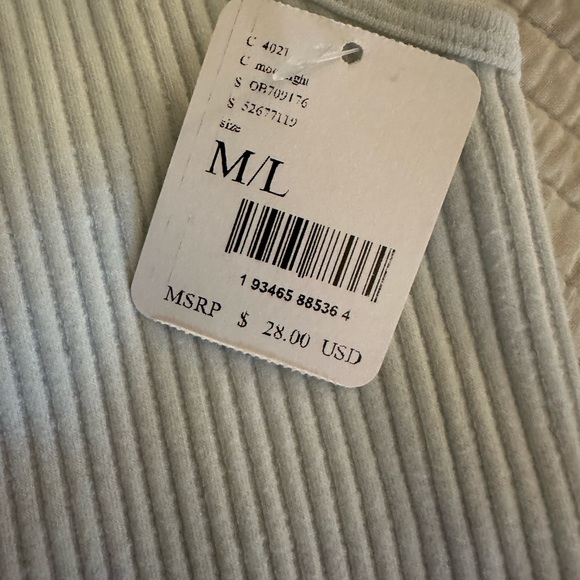 C 4021
C
S OB709176
S 52677119
size
M/L
1 93465 88536 4
MSRP $ 28.00 USD